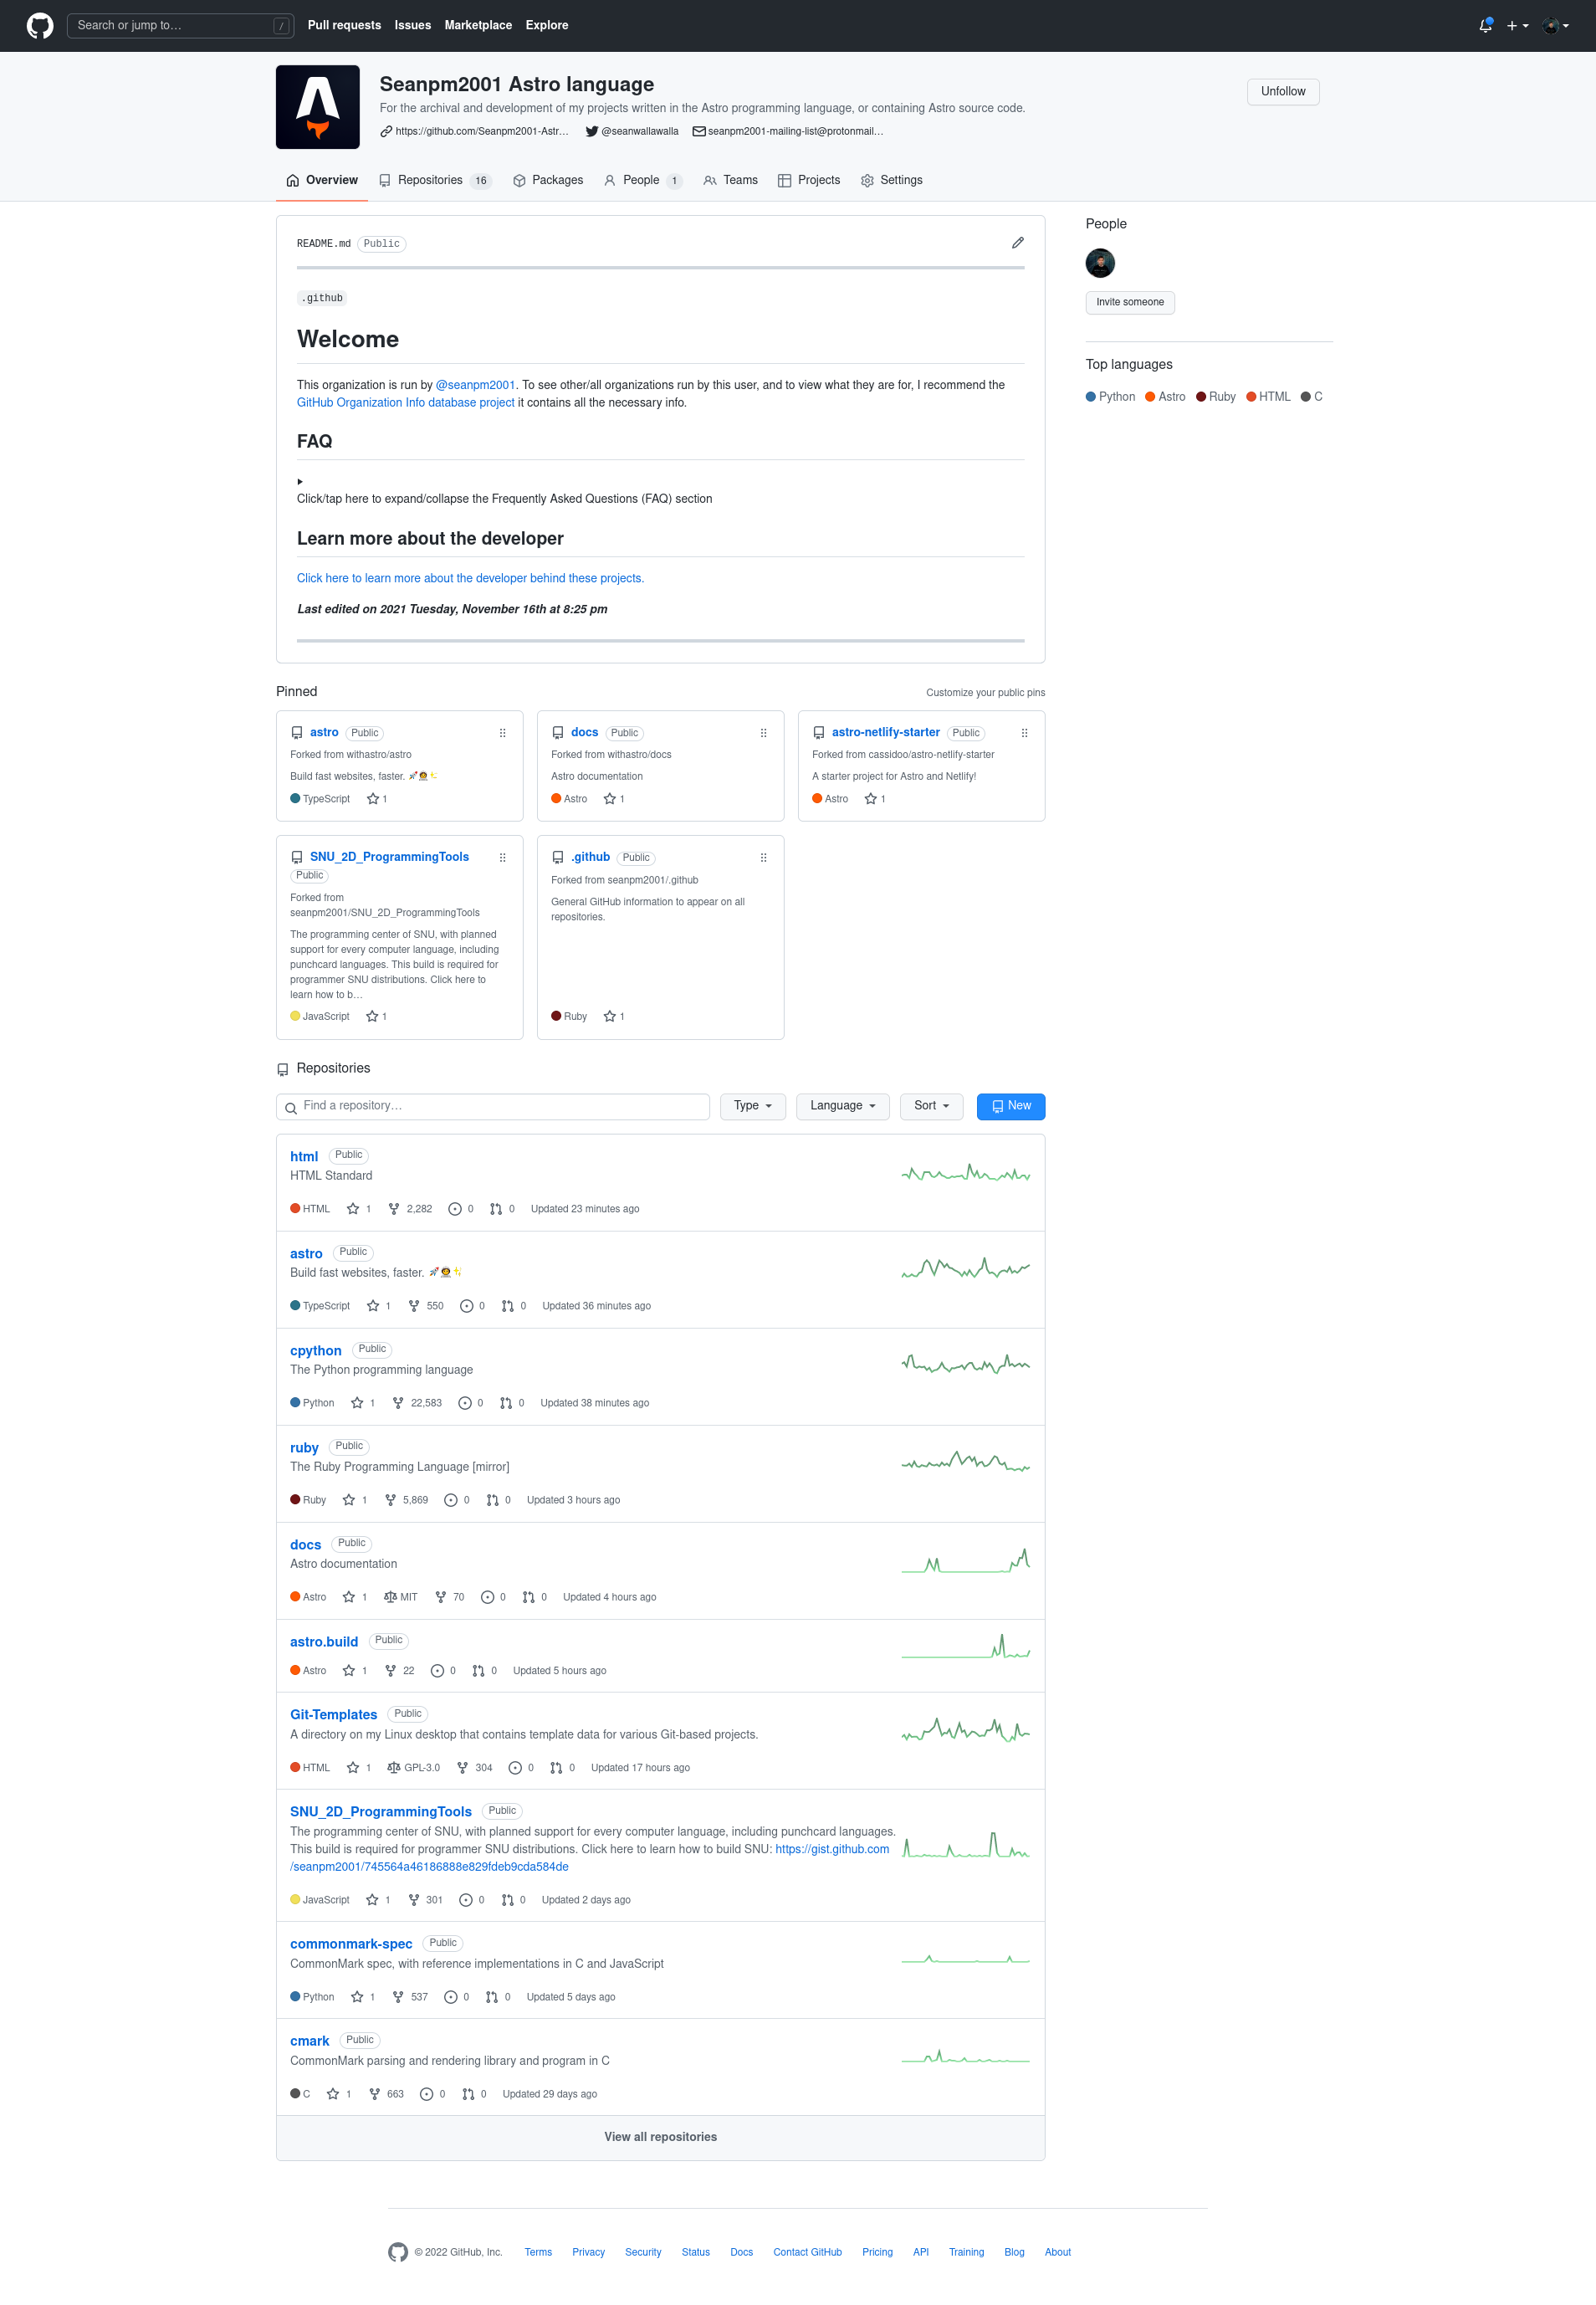 Search or jump to… /
Pull requests Issues Marketplace Explore
Seanpm2001 Astro language
For the archival and development of my projects written in the Astro programming language, or containing Astro source code.
https://github.com/Seanpm2001-Astr… @seanwallawalla seanpm2001-mailing-list@protonmail…
Unfollow
Overview Repositories 16 Packages People 1 Teams Projects Settings
README.md Public
.github
Welcome
This organization is run by @seanpm2001. To see other/all organizations run by this user, and to view what they are for, I recommend the
GitHub Organization Info database project it contains all the necessary info.
FAQ
Click/tap here to expand/collapse the Frequently Asked Questions (FAQ) section
Learn more about the developer
Click here to learn more about the developer behind these projects.
Last edited on 2021 Tuesday, November 16th at 8:25 pm
People
Invite someone
Top languages
Python Astro Ruby HTML C
Pinned
Customize your public pins
astro Public
Forked from withastro/astro
Build fast websites, faster. 🚀🧑‍🚀✨
TypeScript 1
docs Public
Forked from withastro/docs
Astro documentation
Astro 1
astro-netlify-starter Public
Forked from cassidoo/astro-netlify-starter
A starter project for Astro and Netlify!
Astro 1
SNU_2D_ProgrammingTools
Public
Forked from
seanpm2001/SNU_2D_ProgrammingTools
The programming center of SNU, with planned
support for every computer language, including
punchcard languages. This build is required for
programmer SNU distributions. Click here to
learn how to b…
JavaScript 1
.github Public
Forked from seanpm2001/.github
General GitHub information to appear on all
repositories.
Ruby 1
Repositories
Find a repository…
Type Language Sort New
html Public
HTML Standard
HTML 1 2,282 0 0 Updated 23 minutes ago
astro Public
Build fast websites, faster. 🚀🧑‍🚀✨
TypeScript 1 550 0 0 Updated 36 minutes ago
cpython Public
The Python programming language
Python 1 22,583 0 0 Updated 38 minutes ago
ruby Public
The Ruby Programming Language [mirror]
Ruby 1 5,869 0 0 Updated 3 hours ago
docs Public
Astro documentation
Astro 1 MIT 70 0 0 Updated 4 hours ago
astro.build Public
Astro 1 22 0 0 Updated 5 hours ago
Git-Templates Public
A directory on my Linux desktop that contains template data for various Git-based projects.
HTML 1 GPL-3.0 304 0 0 Updated 17 hours ago
SNU_2D_ProgrammingTools Public
The programming center of SNU, with planned support for every computer language, including punchcard languages.
This build is required for programmer SNU distributions. Click here to learn how to build SNU: https://gist.github.com
/seanpm2001/745564a46186888e829fdeb9cda584de
JavaScript 1 301 0 0 Updated 2 days ago
commonmark-spec Public
CommonMark spec, with reference implementations in C and JavaScript
Python 1 537 0 0 Updated 5 days ago
cmark Public
CommonMark parsing and rendering library and program in C
C 1 663 0 0 Updated 29 days ago
View all repositories
© 2022 GitHub, Inc. Terms Privacy Security Status Docs Contact GitHub Pricing API Training Blog About